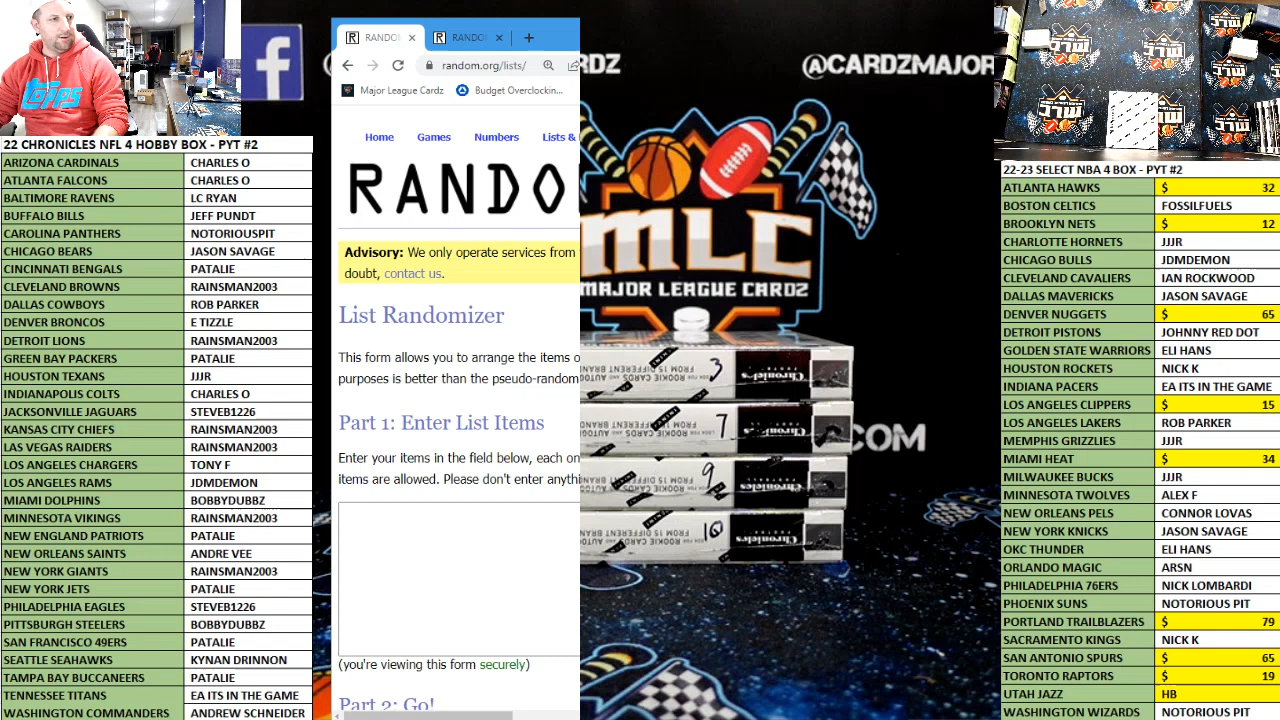 TOPPS
22 CHRONICLES NFL 4 HOBBY BOX - PYT #2
ARIZONA CARDINALS CHARLES O
ATLANTA FALCONS CHARLES O
BALTIMORE RAVENS LC RYAN
BUFFALO BILLS JEFF PUNDT
CAROLINA PANTHERS NOTORIOUSPIT
CHICAGO BEARS JASON SAVAGE
CINCINNATI BENGALS PATALIE
CLEVELAND BROWNS RAINSMAN2003
DALLAS COWBOYS ROB PARKER
DENVER BRONCOS E TIZZLE
DETROIT LIONS RAINSMAN2003
GREEN BAY PACKERS PATALIE
HOUSTON TEXANS JJJR
INDIANAPOLIS COLTS CHARLES O
JACKSONVILLE JAGUARS STEVEB1226
KANSAS CITY CHIEFS RAINSMAN2003
LAS VEGAS RAIDERS RAINSMAN2003
LOS ANGELES CHARGERS TONY F
LOS ANGELES RAMS JDMDEMON
MIAMI DOLPHINS BOBBYDUBBZ
MINNESOTA VIKINGS RAINSMAN2003
NEW ENGLAND PATRIOTS PATALIE
NEW ORLEANS SAINTS ANDRE VEE
NEW YORK GIANTS RAINSMAN2003
NEW YORK JETS PATALIE
PHILADELPHIA EAGLES STEVEB1226
PITTSBURGH STEELERS BOBBYDUBBZ
SAN FRANCISCO 49ERS PATALIE
SEATTLE SEAHAWKS KYNAN DRINNON
TAMPA BAY BUCCANEERS PATALIE
TENNESSEE TITANS EA ITS IN THE GAME
WASHINGTON COMMANDERS ANDREW SCHNEIDER
RANDO
RANDO
random.org/lists/
Major League Cardz Budget Overclockin...
Home Games Numbers Lists &
RANDO
Advisory: We only operate services from
doubt, contact us.
List Randomizer
This form allows you to arrange the items o
purposes is better than the pseudo-random
Part 1: Enter List Items
Enter your items in the field below, each on
items are allowed. Please don't enter anythi
(you're viewing this form securely)
Part 2: Go!
RDZ
@CARDZMAJOR
MLC
MAJOR LEAGUE CARDZ
.COM
3
7
9
10
Chronicles
Chronicles
Chronicles
Chronicles
22-23 SELECT NBA 4 BOX - PYT #2
ATLANTA HAWKS $ 32
BOSTON CELTICS FOSSILFUELS
BROOKLYN NETS $ 12
CHARLOTTE HORNETS JJJR
CHICAGO BULLS JDMDEMON
CLEVELAND CAVALIERS IAN ROCKWOOD
DALLAS MAVERICKS JASON SAVAGE
DENVER NUGGETS $ 65
DETROIT PISTONS JOHNNY RED DOT
GOLDEN STATE WARRIORS ELI HANS
HOUSTON ROCKETS NICK K
INDIANA PACERS EA ITS IN THE GAME
LOS ANGELES CLIPPERS $ 15
LOS ANGELES LAKERS ROB PARKER
MEMPHIS GRIZZLIES JJJR
MIAMI HEAT $ 34
MILWAUKEE BUCKS JJJR
MINNESOTA TWOLVES ALEX F
NEW ORLEANS PELS CONNOR LOVAS
NEW YORK KNICKS JASON SAVAGE
OKC THUNDER ELI HANS
ORLANDO MAGIC ARSN
PHILADELPHIA 76ERS NICK LOMBARDI
PHOENIX SUNS NOTORIOUS PIT
PORTLAND TRAILBLAZERS $ 79
SACRAMENTO KINGS NICK K
SAN ANTONIO SPURS $ 65
TORONTO RAPTORS $ 19
UTAH JAZZ HB
WASHINGTON WIZARDS NOTORIOUS PIT